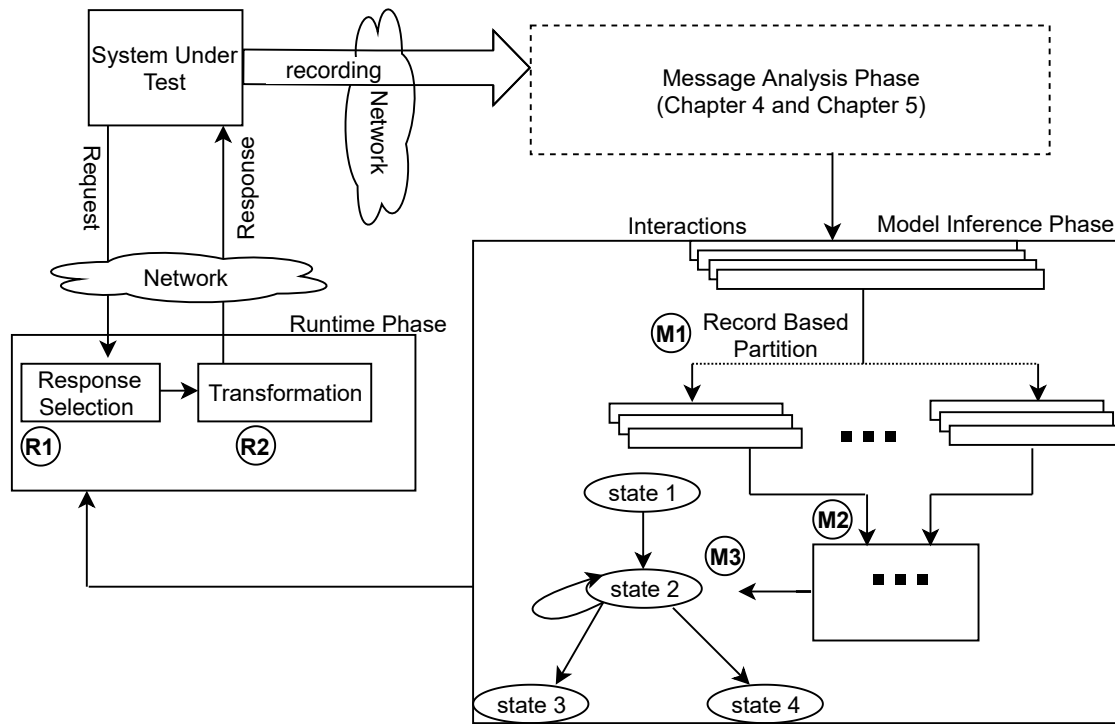 System Under
Test
recording
Network
Message Analysis Phase
(Chapter 4 and Chapter 5)
Request
Response
Network
Interactions
Model Inference Phase
Runtime Phase
Response
Selection
Transformation
R1
R2
M1
Record Based
Partition
state 1
M2
M3
state 2
state 3
state 4